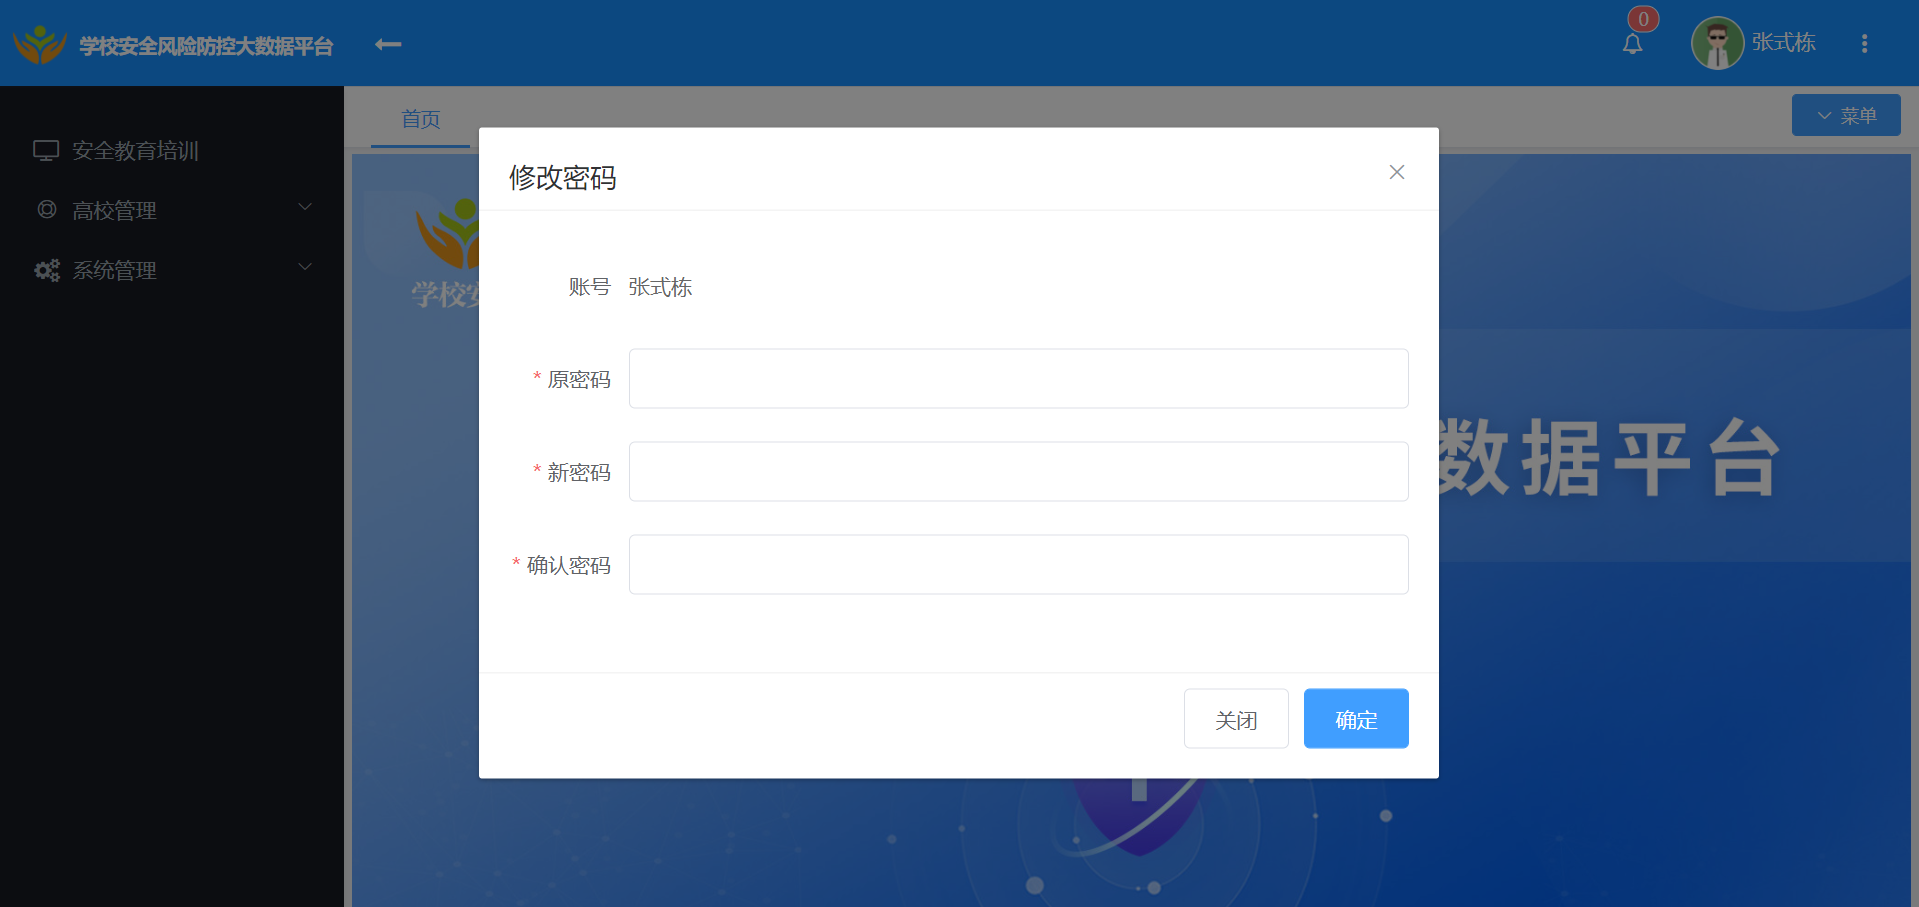 学校安全风险防控大数据平台
0
张式栋
首页
菜单
安全教育培训
高校管理
系统管理
学校安
数据平台
修改密码
账号 张式栋
* 原密码
* 新密码
* 确认密码
关闭
确定